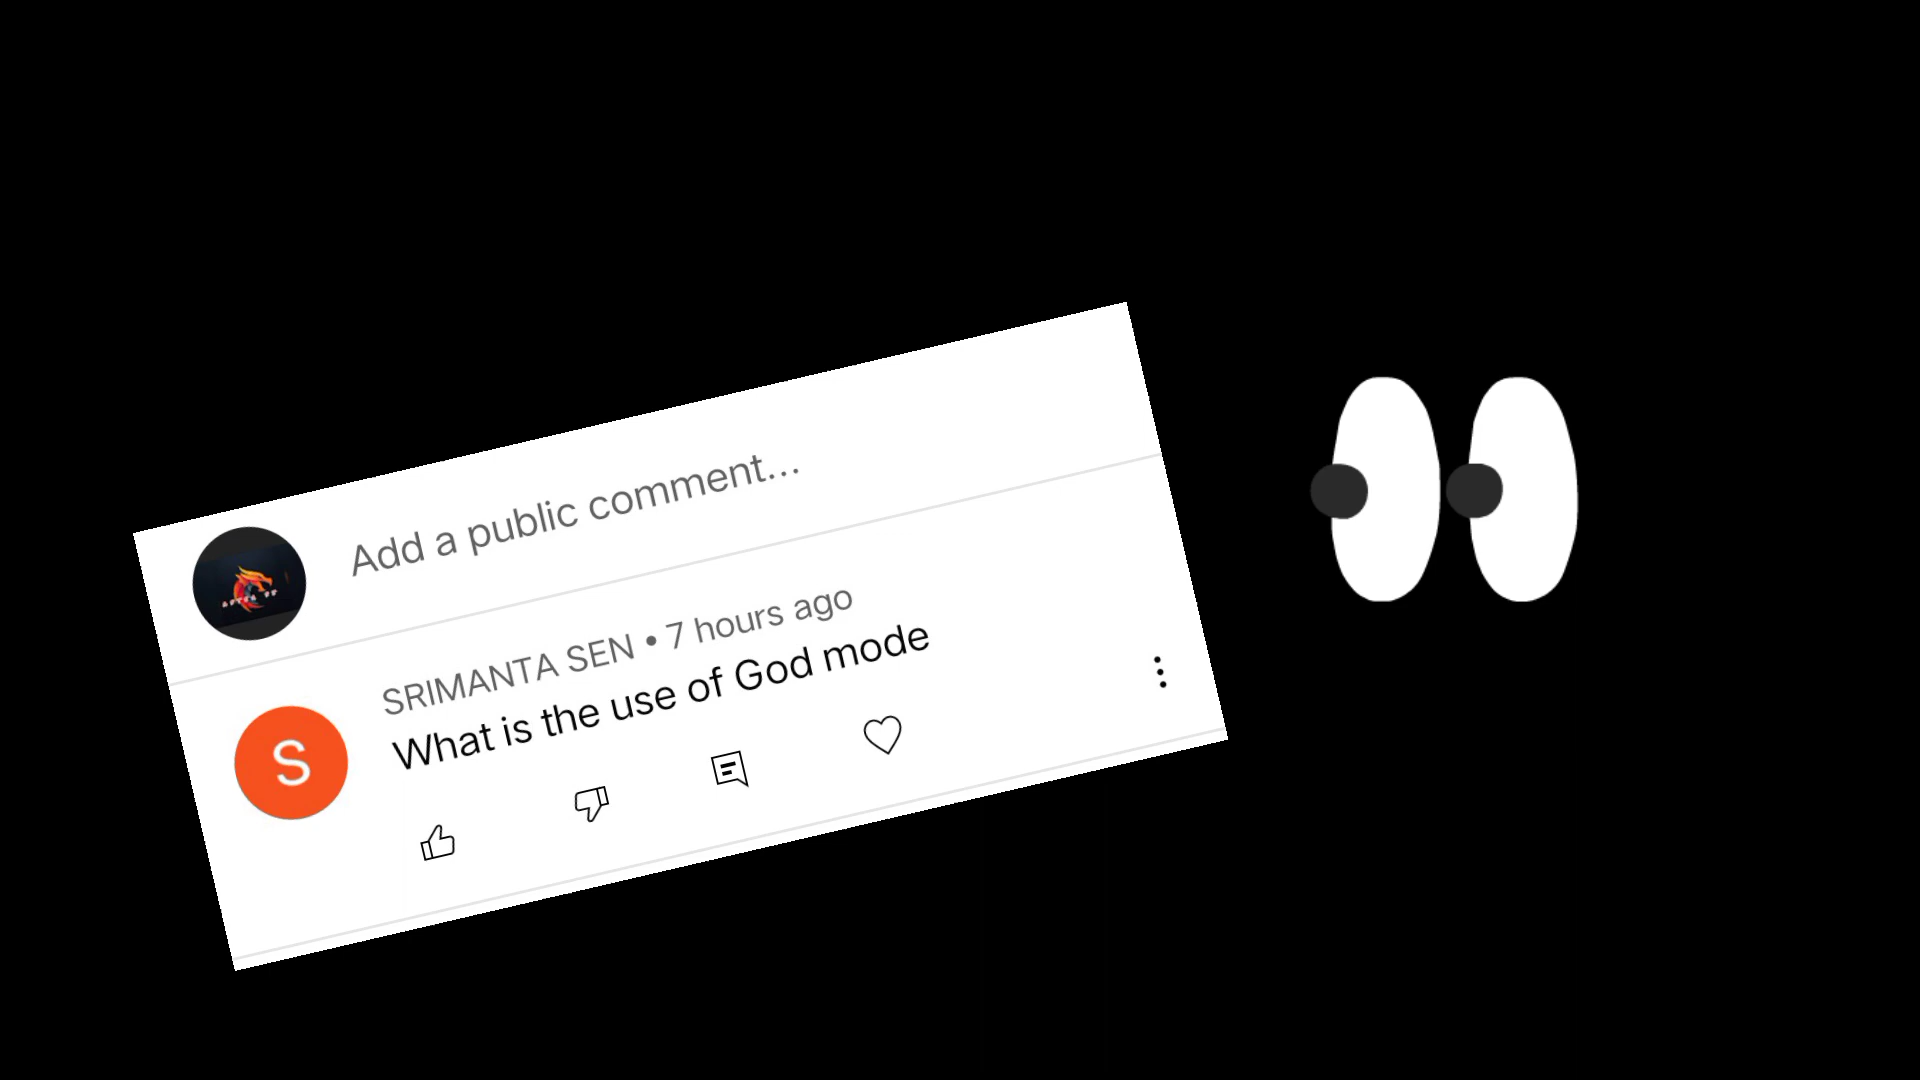 Add a public comment...
SRIMANTA SEN • 7 hours ago
What is the use of God mode
S